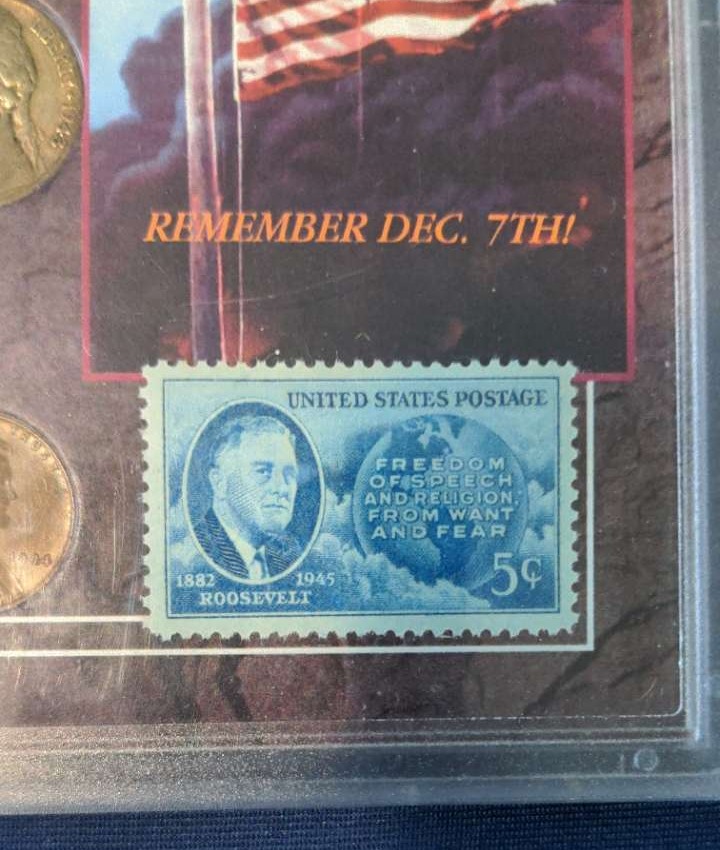 LIBERTY
REMEMBER DEC. 7TH!
UNITED STATES POSTAGE
FREEDOM
OF SPEECH
AND RELIGION,
FROM WANT
AND FEAR
5¢
1882 1945
ROOSEVELT